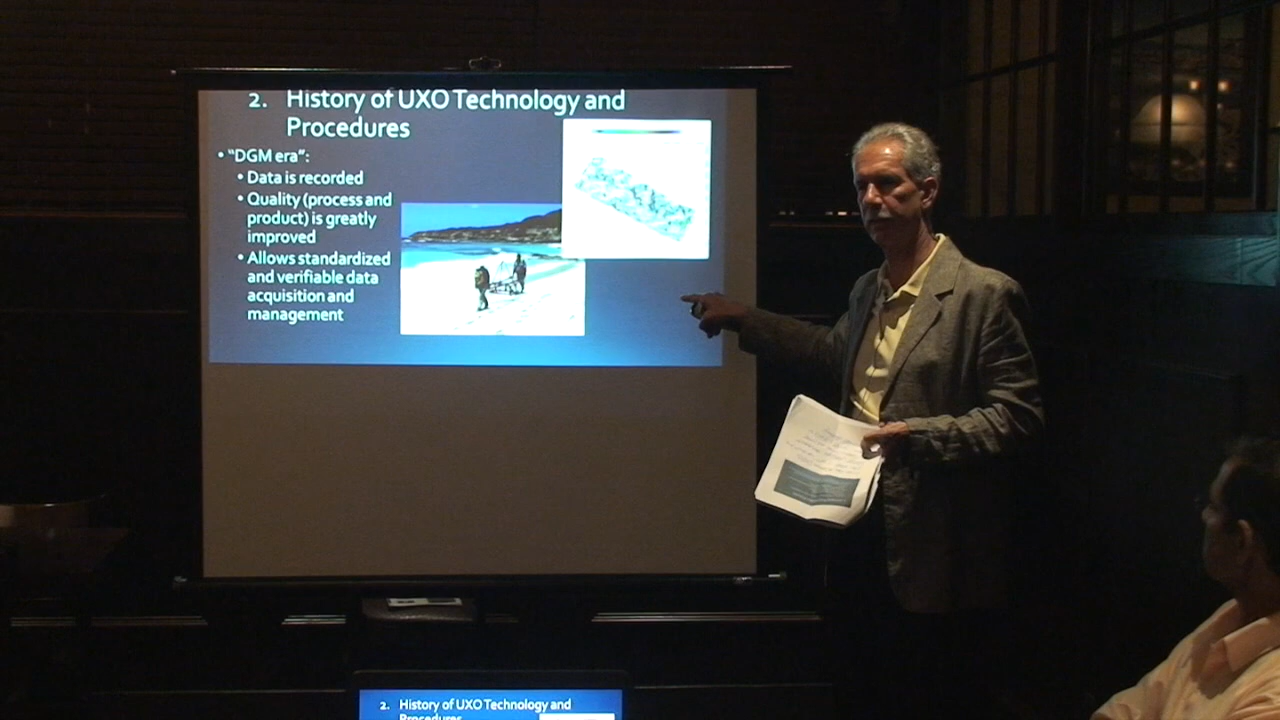 2. History of UXO Technology and
Procedures
• "DGM era":
• Data is recorded
• Quality (process and
product) is greatly
improved
• Allows standardized
and verifiable data
acquisition and
management
2. History of UXO Technology and
Procedures